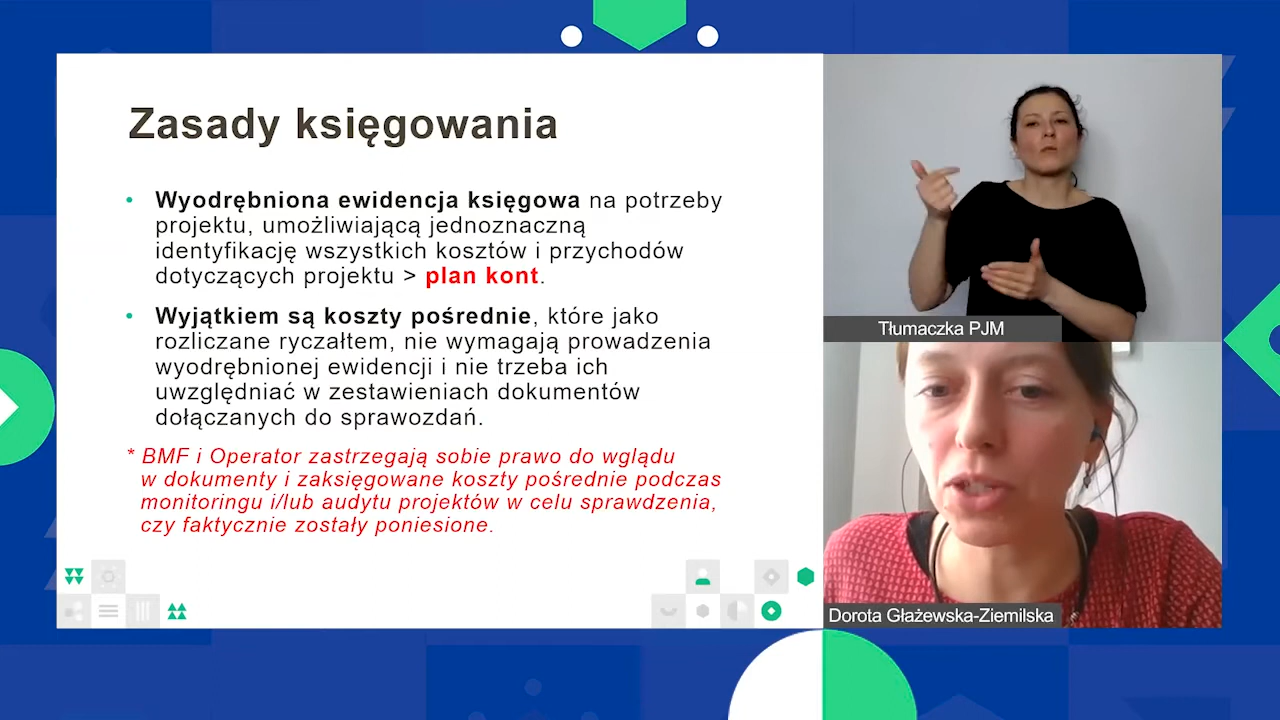 Zasady księgowania
• Wyodrębniona ewidencja księgowa na potrzeby
projektu, umożliwiającą jednoznaczną
identyfikację wszystkich kosztów i przychodów
dotyczących projektu > plan kont.
• Wyjątkiem są koszty pośrednie, które jako
rozliczane ryczałtem, nie wymagają prowadzenia
wyodrębnionej ewidencji i nie trzeba ich
uwzględniać w zestawieniach dokumentów
dołączanych do sprawozdań.
* BMF i Operator zastrzegają sobie prawo do wglądu
w dokumenty i zaksięgowane koszty pośrednie podczas
monitoringu i/lub audytu projektów w celu sprawdzenia,
czy faktycznie zostały poniesione.
Tłumaczka PJM
Dorota Głażewska-Ziemilska